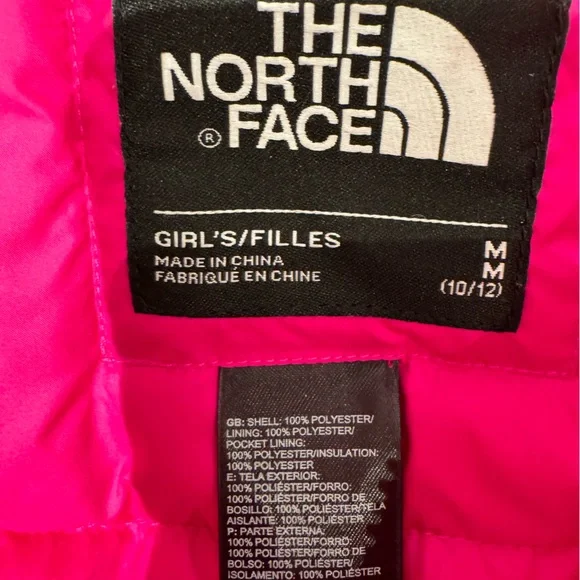 THE
NORTH
FACE
®
GIRL'S/FILLES M
MADE IN CHINA M
FABRIQUÉ EN CHINE (10/12)
GB: SHELL: 100% POLYESTER/
LINING: 100% POLYESTER/
POCKET LINING:
100% POLYESTER/INSULATION:
100% POLYESTER
E: TELA EXTERIOR:
100% POLIÉSTER/FORRO:
100% POLIÉSTER/FORRO DE
BOSILLO: 100% POLIÉSTER/TELA
AISLANTE: 100% POLIÉSTER
P: PARTE EXTERNA:
100% POLIÉSTER/FORRO:
100% POLIÉSTER/FORRO DE
BOLSO: 100% POLIÉSTER/
ISOLAMENTO: 100% POLIÉSTER